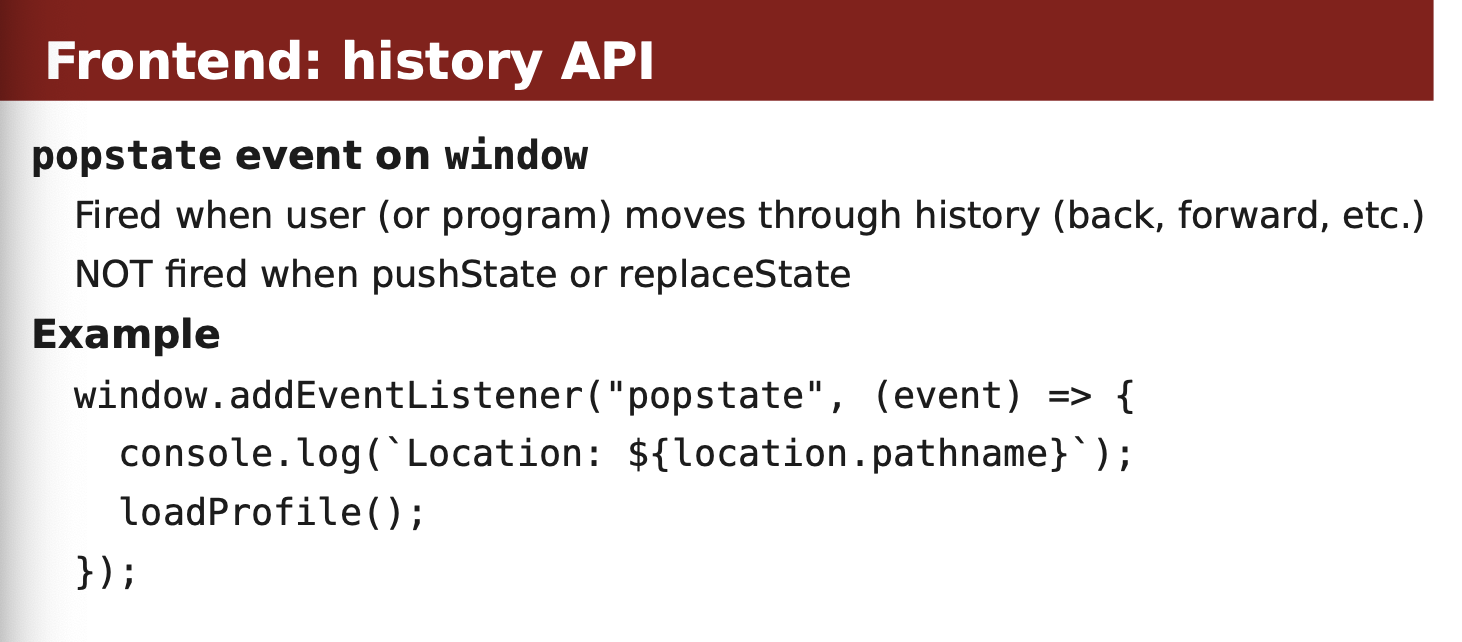 Frontend: history API
popstate event on window
Fired when user (or program) moves through history (back, forward, etc.)
NOT fired when pushState or replaceState
Example
window.addEventListener("popstate", (event) => {
  console.log(`Location: ${location.pathname}`);
  loadProfile();
});